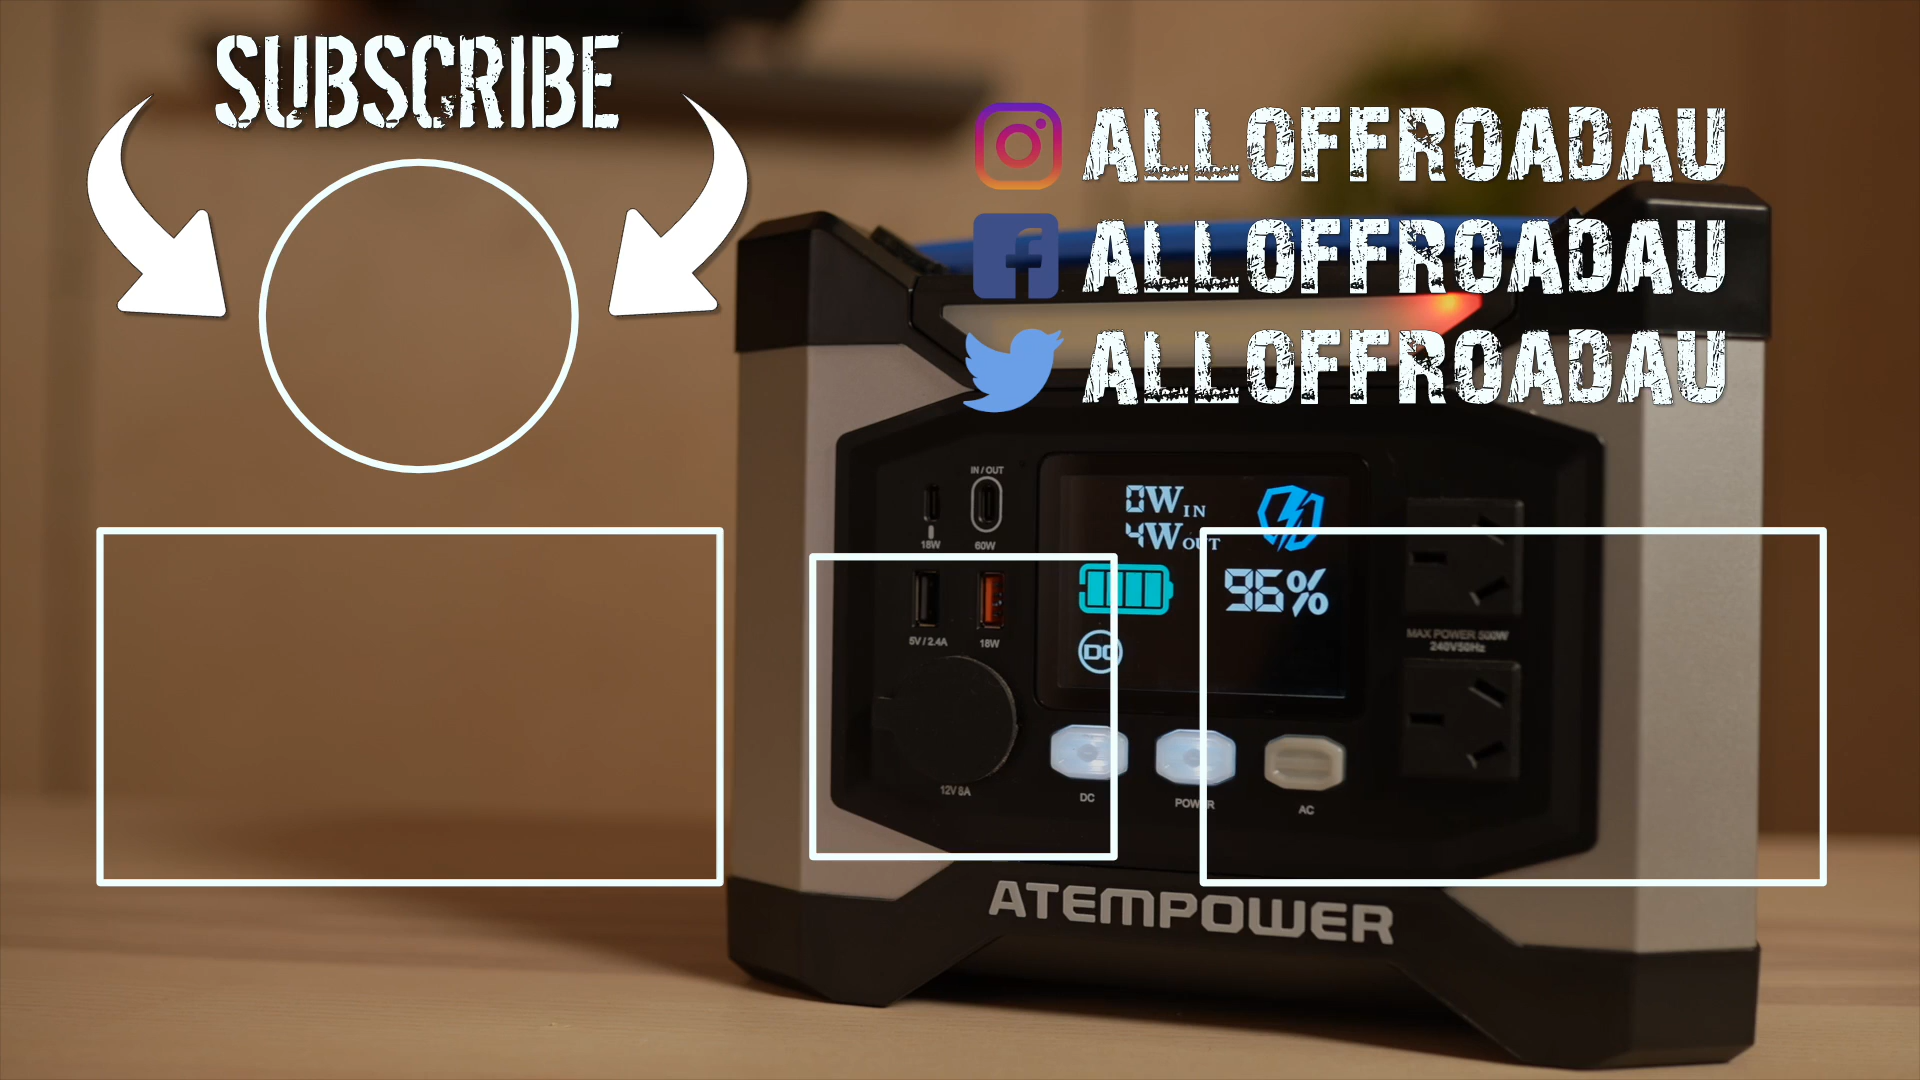 SUBSCRIBE
ALLOFFROADAU
ALLOFFROADAU
ALLOFFROADAU
IN / OUT
18W
60W
0W IN
4W OUT
5V / 2.4A
18W
96%
DC
MAX POWER 500W
240V50Hz
12V 8A
DC
POWER
AC
ATEMPOWER